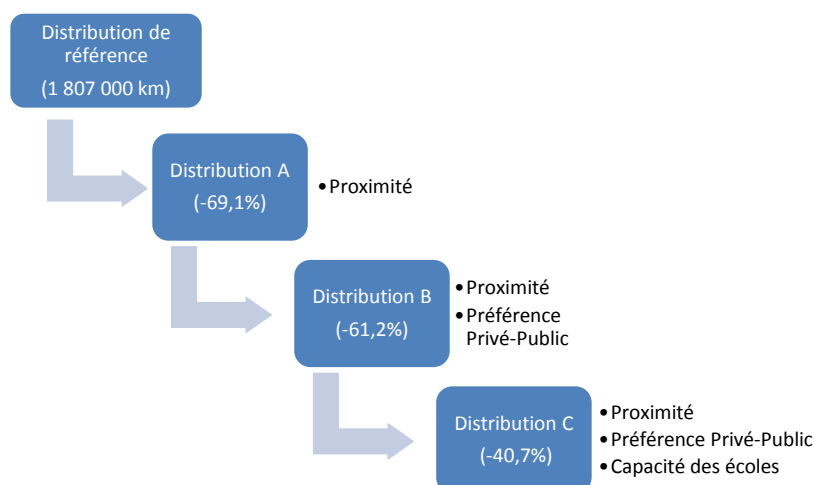 Distribution de
référence
(1 807 000 km)
Distribution A
(-69,1%)
•Proximité
Distribution B
(-61,2%)
•Proximité
•Préférence
Privé-Public
Distribution C
(-40,7%)
•Proximité
•Préférence Privé-Public
•Capacité des écoles